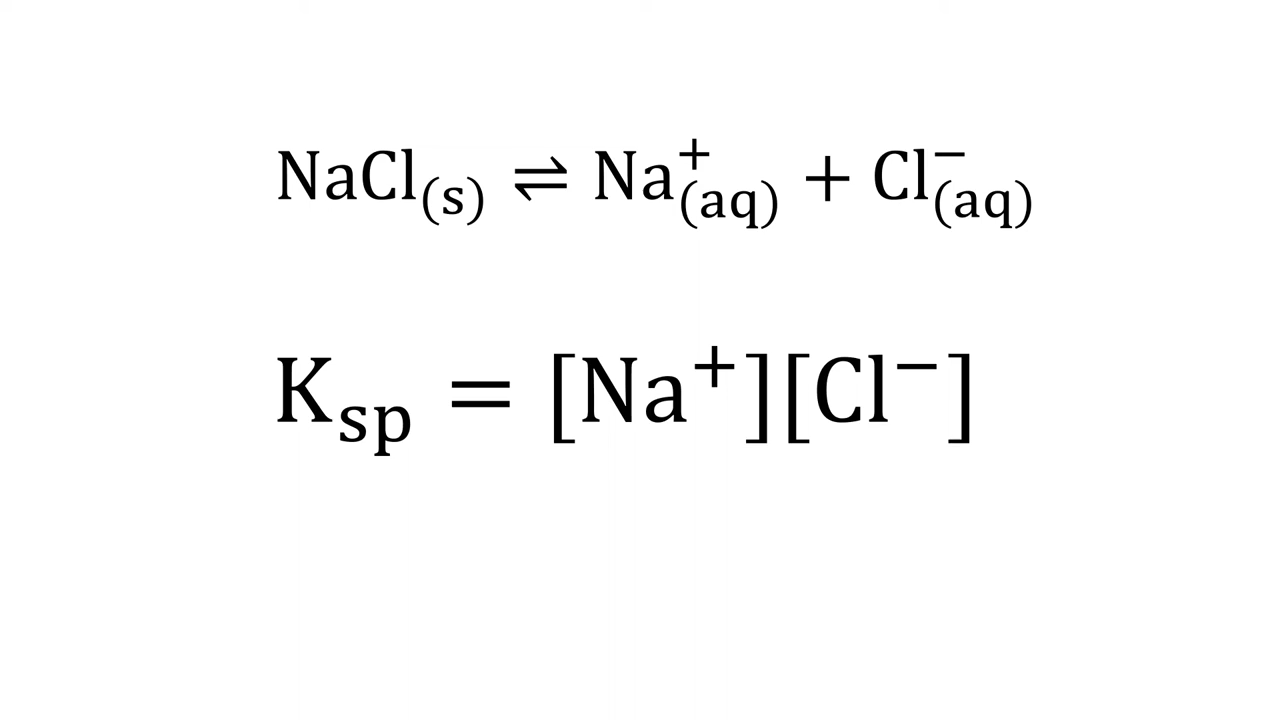 NaCl₍ₛ₎ ⇌ Na⁺(aq) + Cl⁻(aq)
Ksp = [Na⁺][Cl⁻]